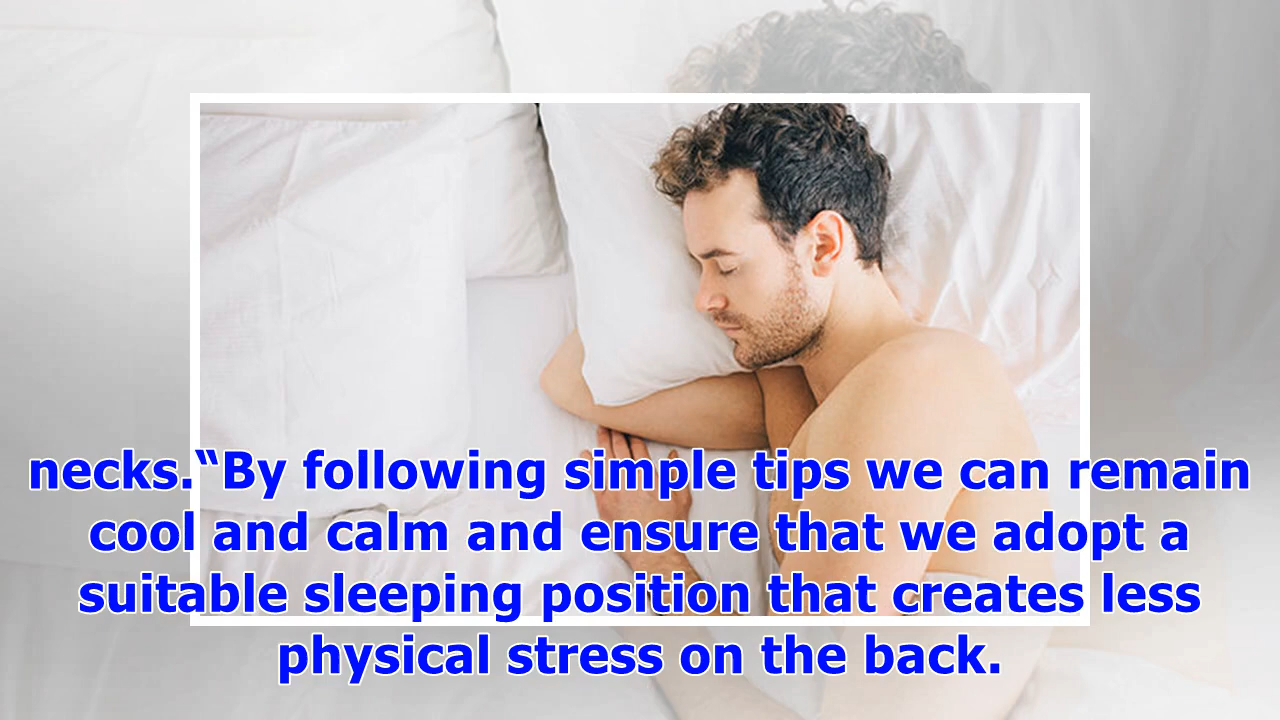 necks.“By following simple tips we can remain
cool and calm and ensure that we adopt a
suitable sleeping position that creates less
physical stress on the back.